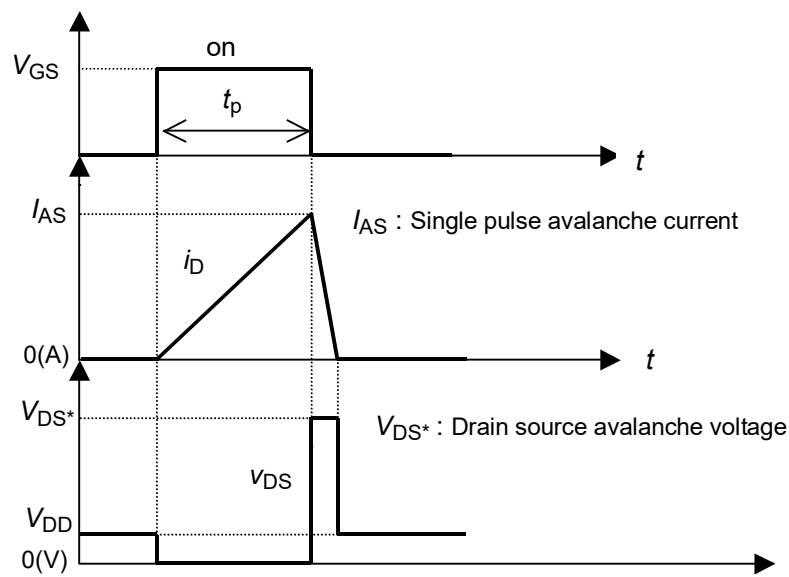 on
VGS
tp
t
IAS
IAS : Single pulse avalanche current
iD
0(A)
t
VDS*
VDS* : Drain source avalanche voltage
vDS
VDD
0(V)